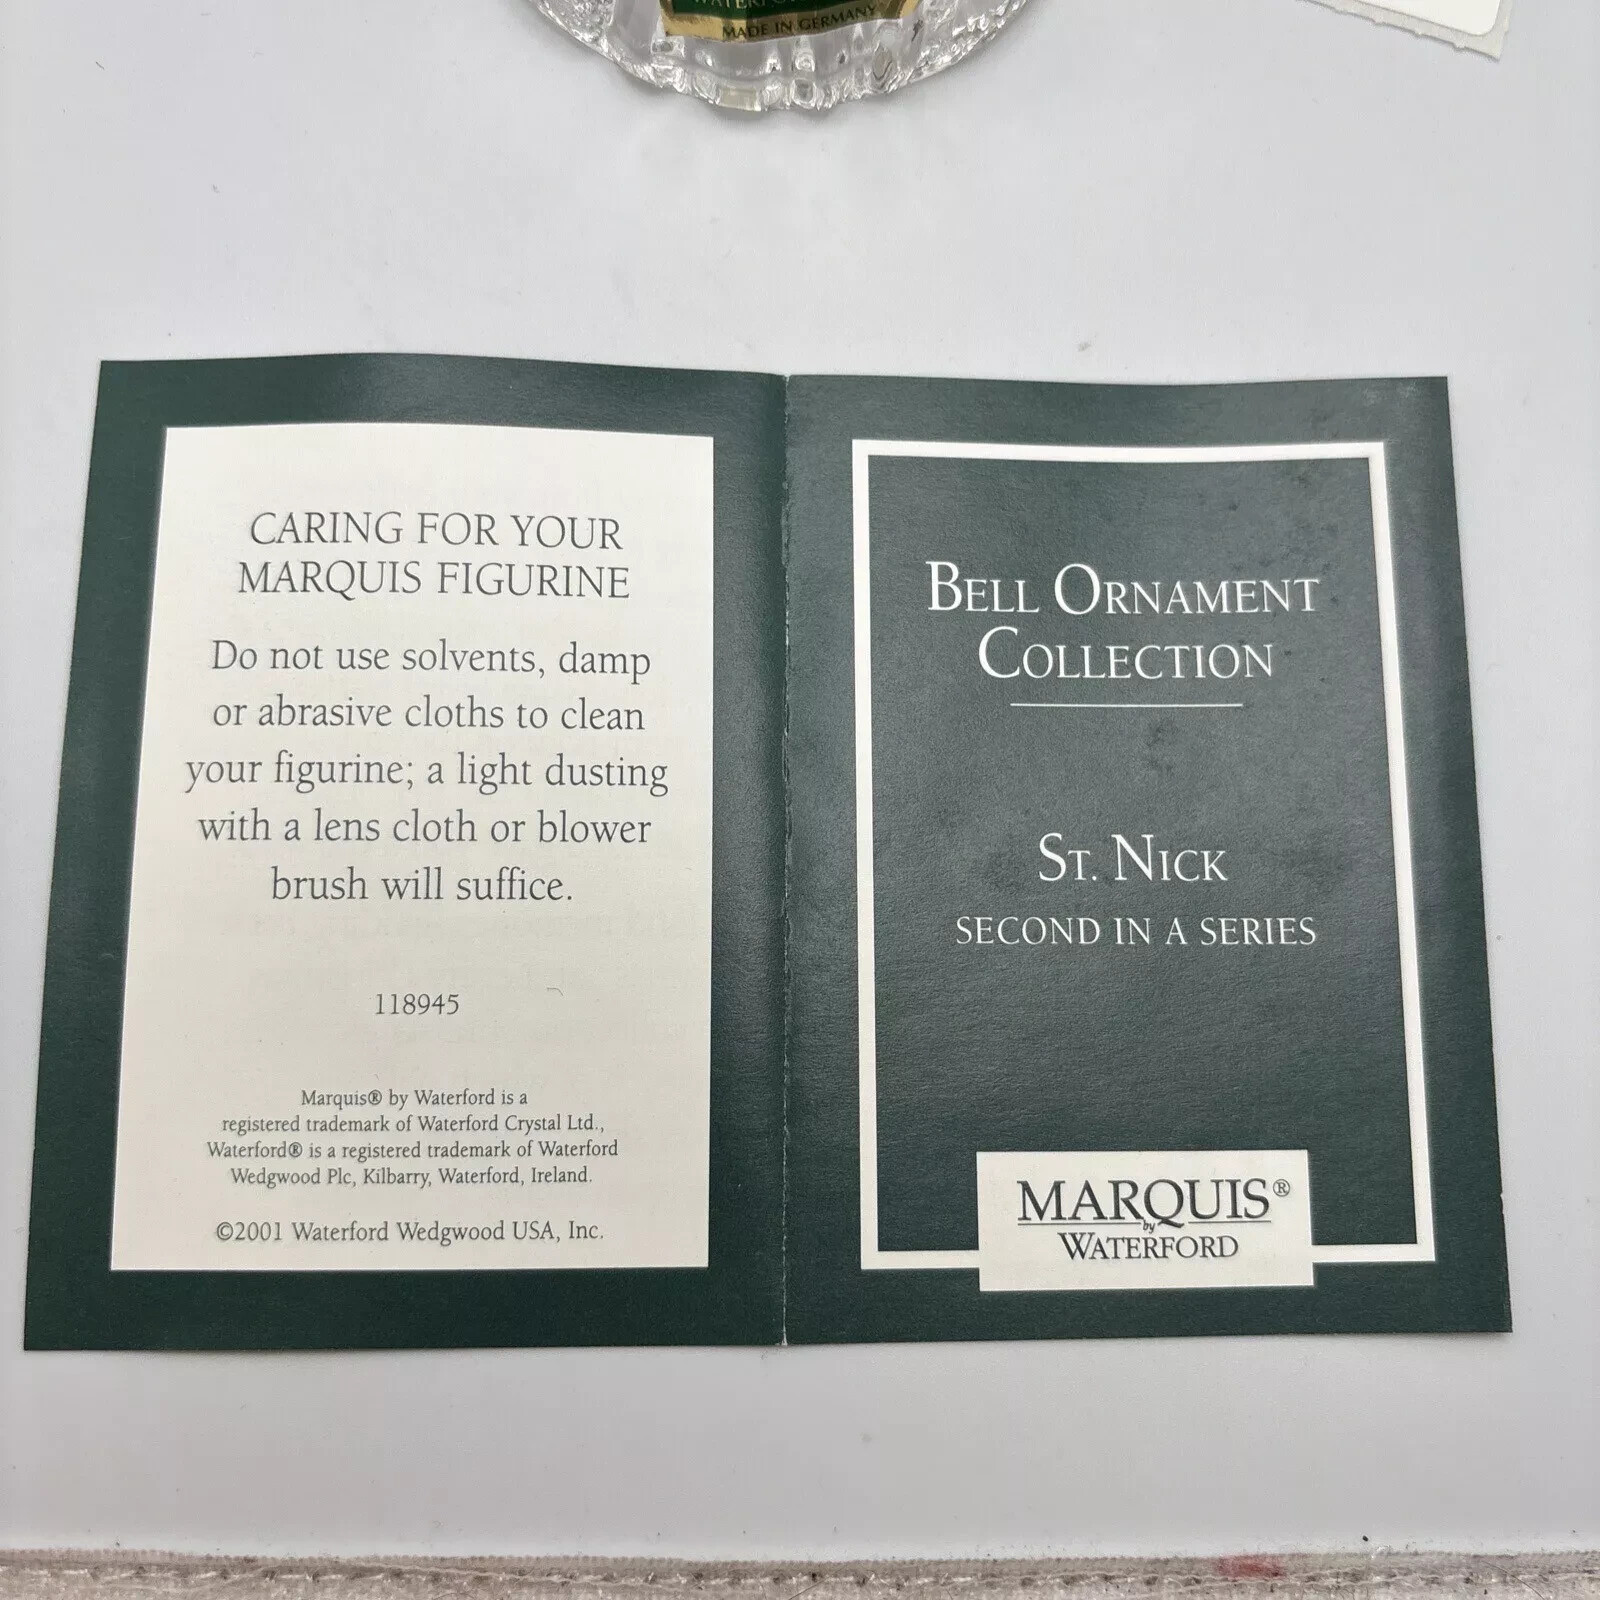 MADE IN GERMANY
CARING FOR YOUR
MARQUIS FIGURINE
Do not use solvents, damp
or abrasive cloths to clean
your figurine; a light dusting
with a lens cloth or blower
brush will suffice.
118945
Marquis® by Waterford is a
registered trademark of Waterford Crystal Ltd.,
Waterford® is a registered trademark of Waterford
Wedgwood Plc, Kilbarry, Waterford, Ireland.
©2001 Waterford Wedgwood USA, Inc.
BELL ORNAMENT
COLLECTION
ST. NICK
SECOND IN A SERIES
MARQUIS®
by
WATERFORD